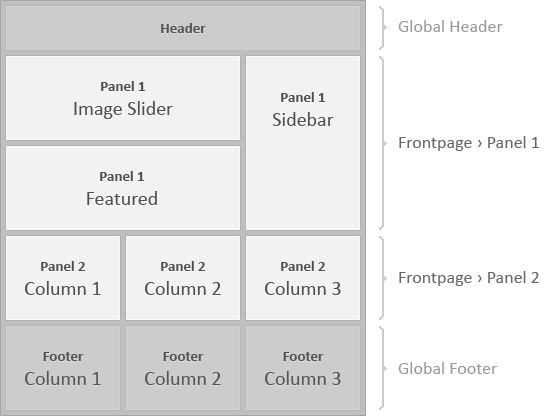 Header
Global Header
Panel 1
Image Slider
Panel 1
Sidebar
Panel 1
Featured
Frontpage › Panel 1
Panel 2
Column 1
Panel 2
Column 2
Panel 2
Column 3
Frontpage › Panel 2
Footer
Column 1
Footer
Column 2
Footer
Column 3
Global Footer